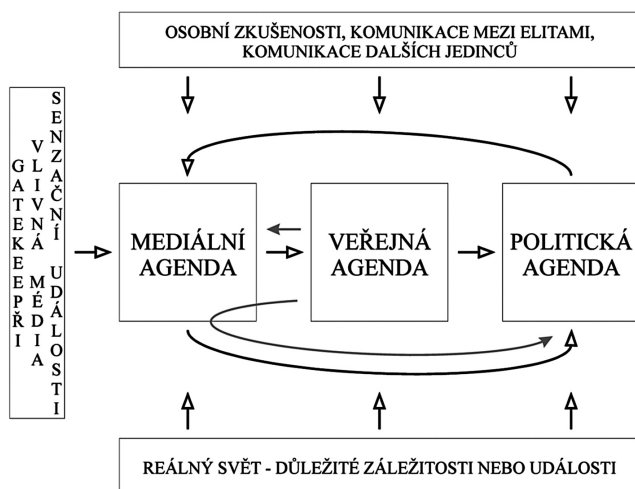 OSOBNÍ ZKUŠENOSTI, KOMUNIKACE MEZI ELITAMI,
KOMUNIKACE DALŠÍCH JEDINCŮ
GATEKEEPŘI
VLIVNÁ MÉDIA
SENZAČNÍ UDÁLOSTI
MEDIÁLNÍ
AGENDA
VEŘEJNÁ
AGENDA
POLITICKÁ
AGENDA
REÁLNÝ SVĚT - DŮLEŽITÉ ZÁLEŽITOSTI NEBO UDÁLOSTI